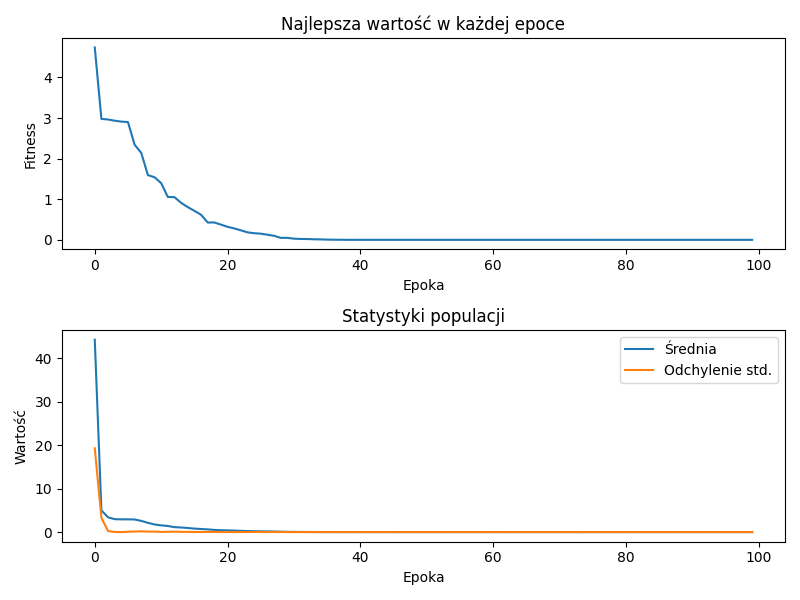 Najlepsza wartość w każdej epoce
Fitness
4
3
2
1
0
0 20 40 60 80 100
Epoka
Statystyki populacji
Wartość
40
30
20
10
0
Średnia
Odchylenie std.
0 20 40 60 80 100
Epoka